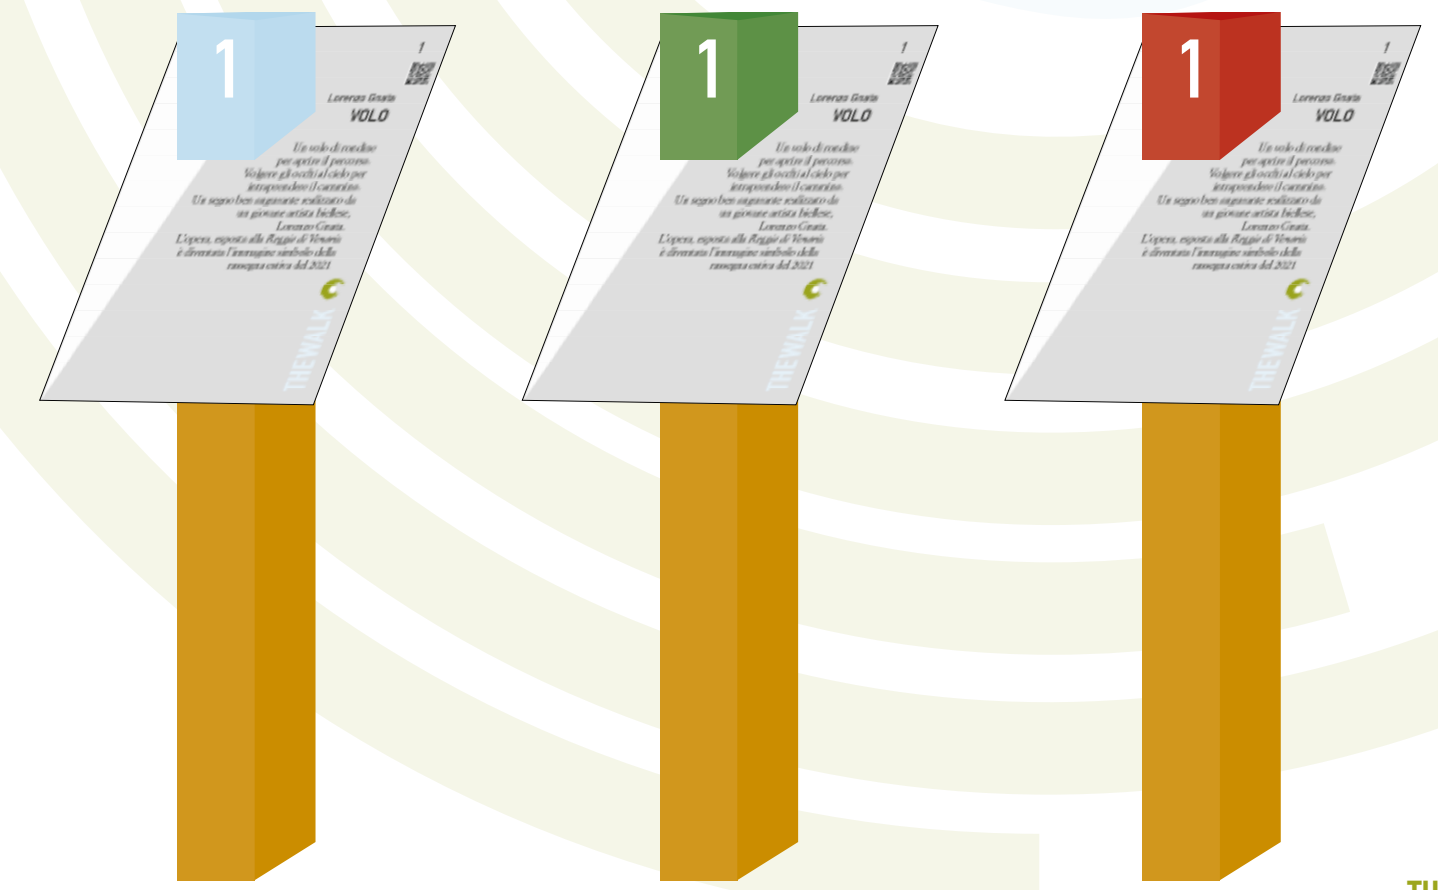 1
1
Lorenzo Gnata
VOLO
Un volo di rondine
per aprire il percorso.
Volgere gli occhi al cielo per
intraprendere il cammino.
Un segno ben augurante realizzato da
un giovane artista biellese,
Lorenzo Gnata.
L'opera, esposta alla Reggia di Venaria
è diventata l'immagine simbolo della
rassegna estiva del 2021
THEWALK
1
1
Lorenzo Gnata
VOLO
Un volo di rondine
per aprire il percorso.
Volgere gli occhi al cielo per
intraprendere il cammino.
Un segno ben augurante realizzato da
un giovane artista biellese,
Lorenzo Gnata.
L'opera, esposta alla Reggia di Venaria
è diventata l'immagine simbolo della
rassegna estiva del 2021
THEWALK
1
1
Lorenzo Gnata
VOLO
Un volo di rondine
per aprire il percorso.
Volgere gli occhi al cielo per
intraprendere il cammino.
Un segno ben augurante realizzato da
un giovane artista biellese,
Lorenzo Gnata.
L'opera, esposta alla Reggia di Venaria
è diventata l'immagine simbolo della
rassegna estiva del 2021
THEWALK